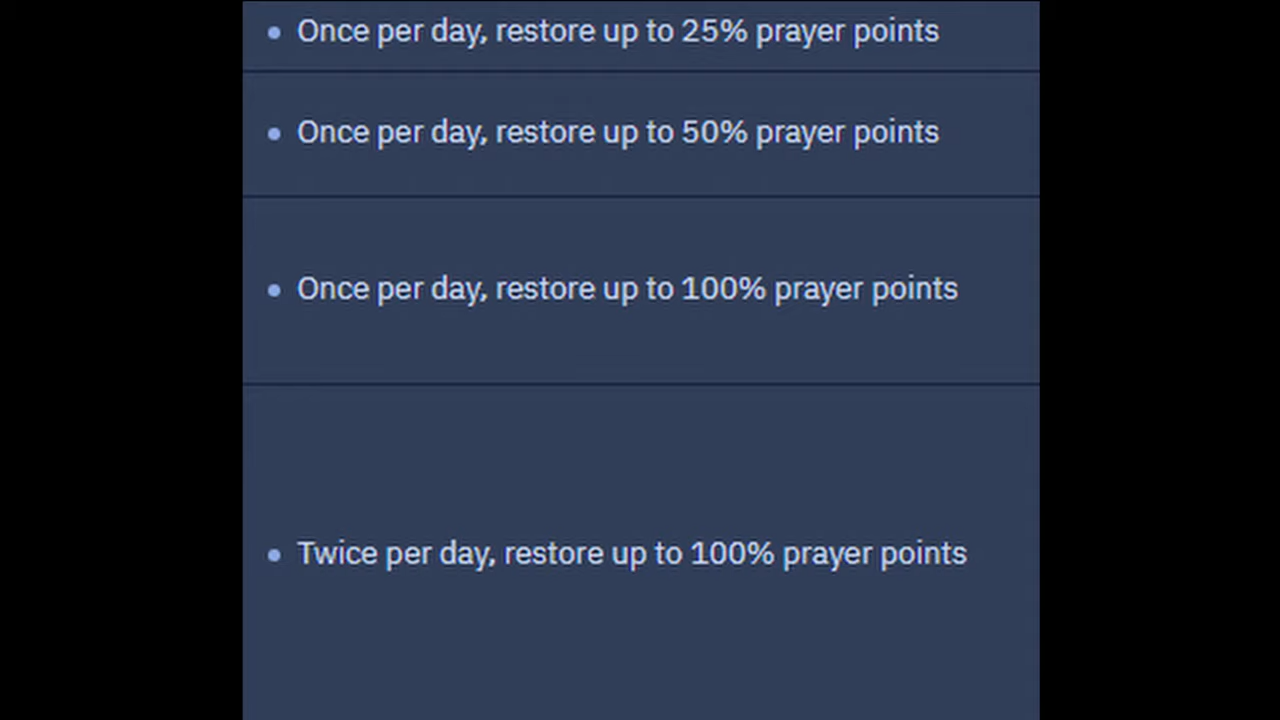 • Once per day, restore up to 25% prayer points
• Once per day, restore up to 50% prayer points
• Once per day, restore up to 100% prayer points
• Twice per day, restore up to 100% prayer points